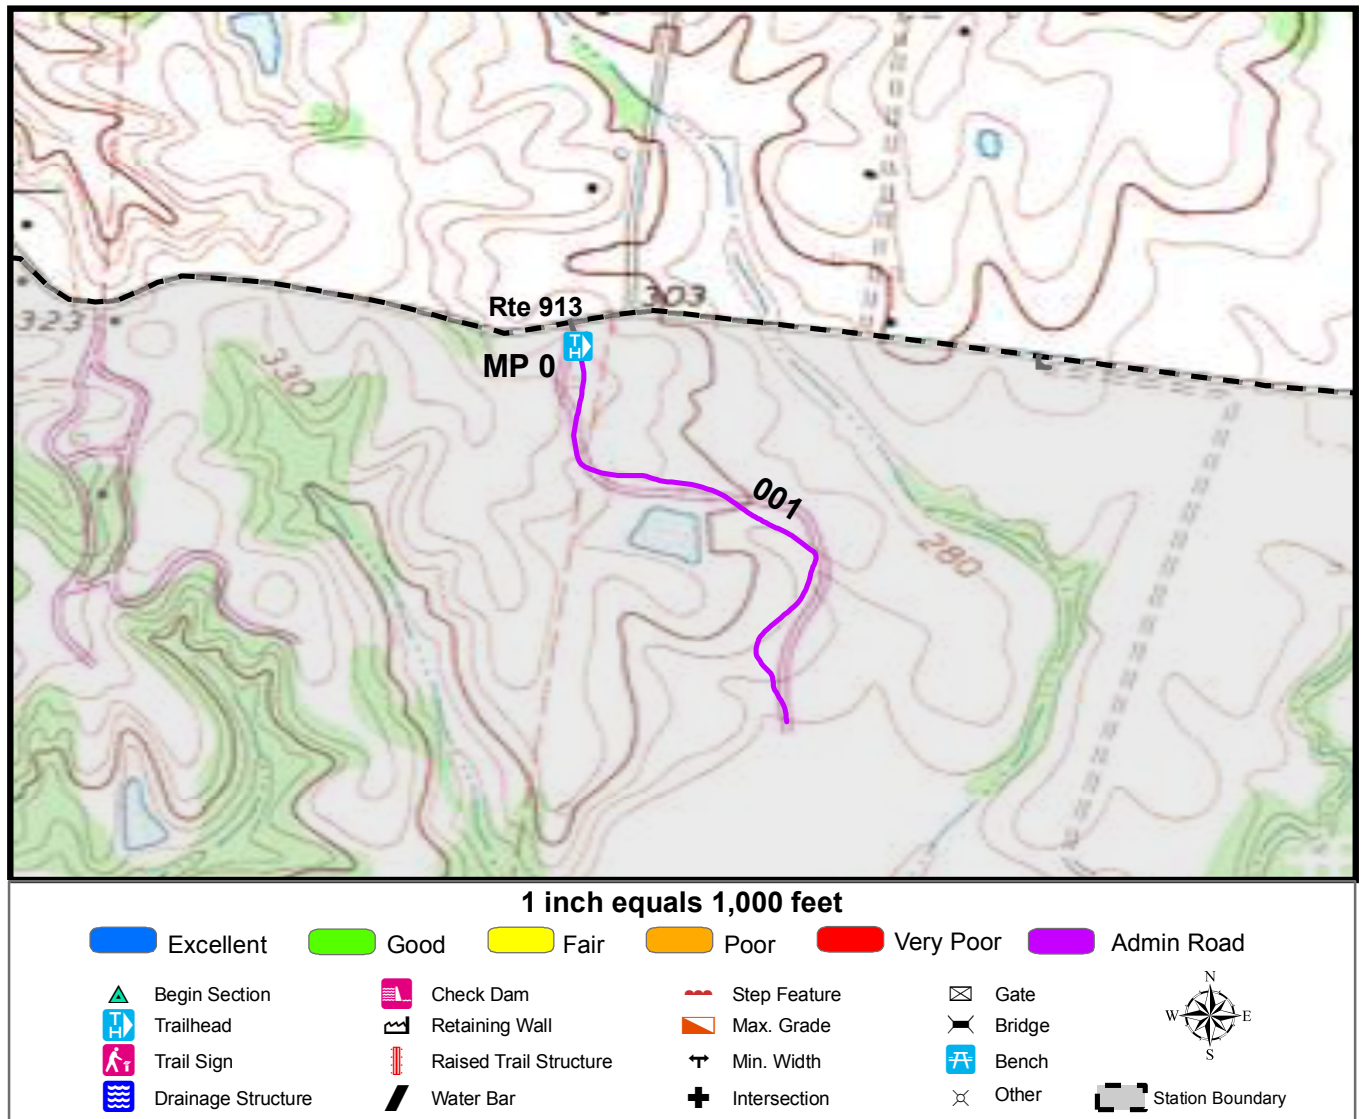 303
Rte 913
323
MP 0
330
001
280
1 inch equals 1,000 feet
Excellent Good Fair Poor Very Poor Admin Road
Begin Section Check Dam Step Feature Gate
Trailhead Retaining Wall Max. Grade Bridge
Trail Sign Raised Trail Structure Min. Width Bench
Drainage Structure Water Bar Intersection Other Station Boundary
N
W E
S
TH
TH